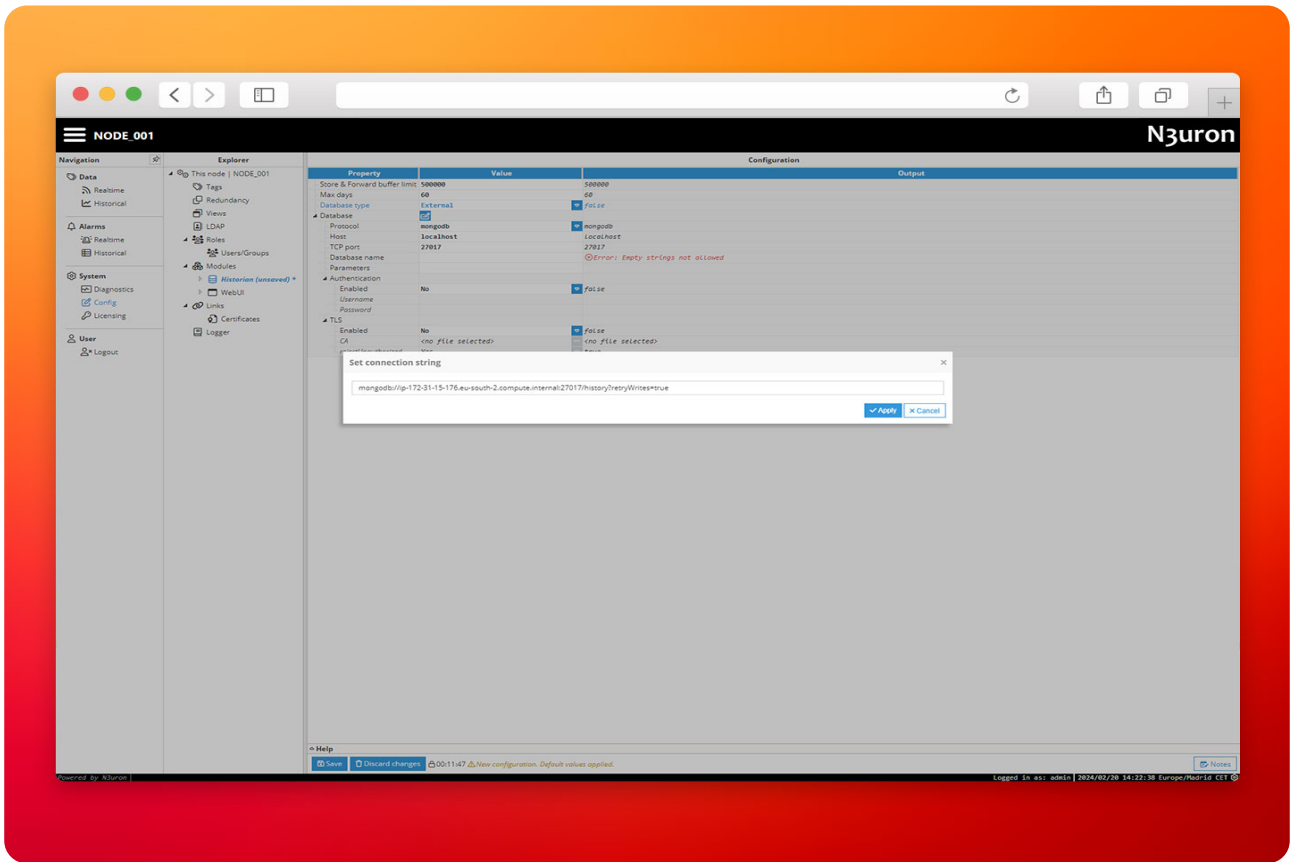 NODE_001
N3uron
Navigation
Data
Realtime
Historical
Alarms
Realtime
Historical
System
Diagnostics
Config
Licensing
User
Logout
Explorer
This node | NODE_001
Tags
Redundancy
Views
LDAP
Roles
Users/Groups
Modules
Historian (unsaved) *
WebUI
Links
Certificates
Logger
Configuration
Property Value Output
Store & Forward buffer limit 500000 500000
Max days 60 60
Database type External false
Database
Protocol mongodb mongodb
Host localhost localhost
TCP port 27017 27017
Database name Error: Empty strings not allowed
Parameters
Authentication
Enabled No false
Username
Password
TLS
Enabled No false
CA <no file selected> <no file selected>
Set connection string
mongodb://ip-172-31-15-176.eu-south-2.compute.internal:27017/history?retryWrites=true
Apply Cancel
Help
Save Discard changes 00:11:47 New configuration. Default values applied. Notes
Powered by N3uron | Logged in as: admin | 2024/02/20 14:22:38 Europe/Madrid CET